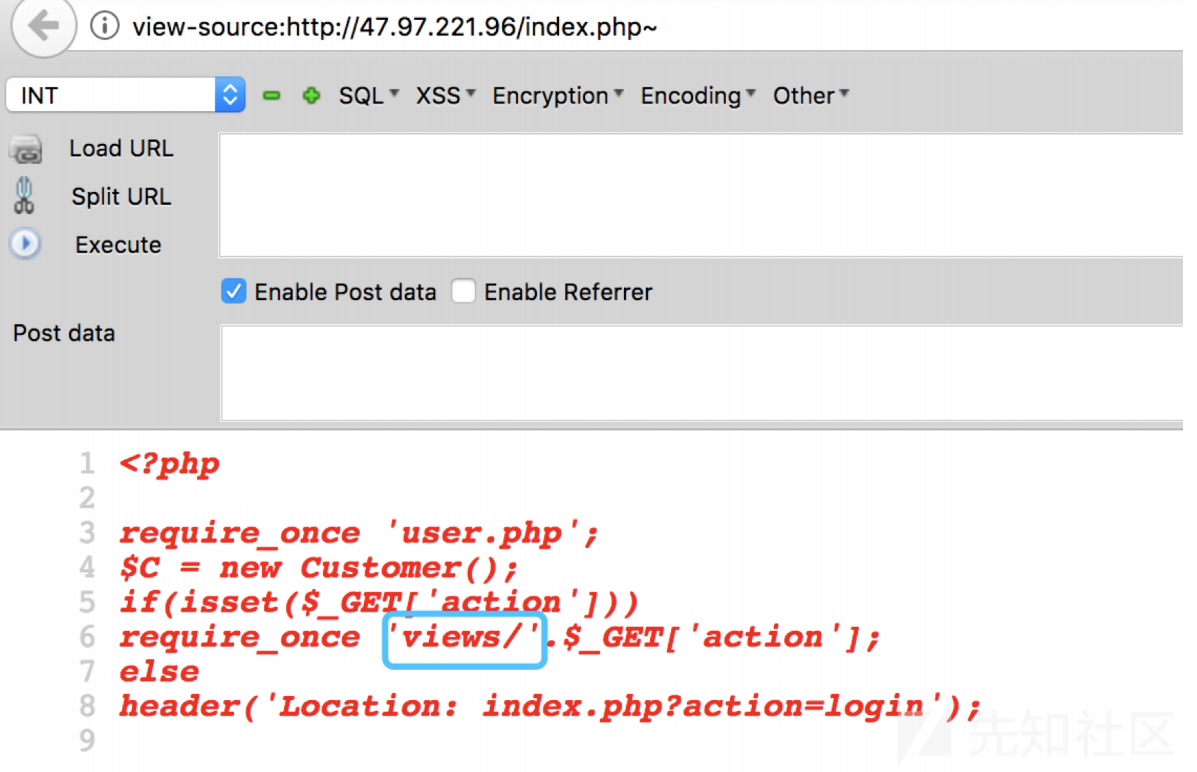 view-source:http://47.97.221.96/index.php~
INT SQL XSS Encryption Encoding Other
Load URL
Split URL
Execute
Enable Post data Enable Referrer
Post data
1 <?php
2
3 require_once 'user.php';
4 $C = new Customer();
5 if(isset($_GET['action']))
6 require_once 'views/'.$_GET['action'];
7 else
8 header('Location: index.php?action=login');
9
先知社区